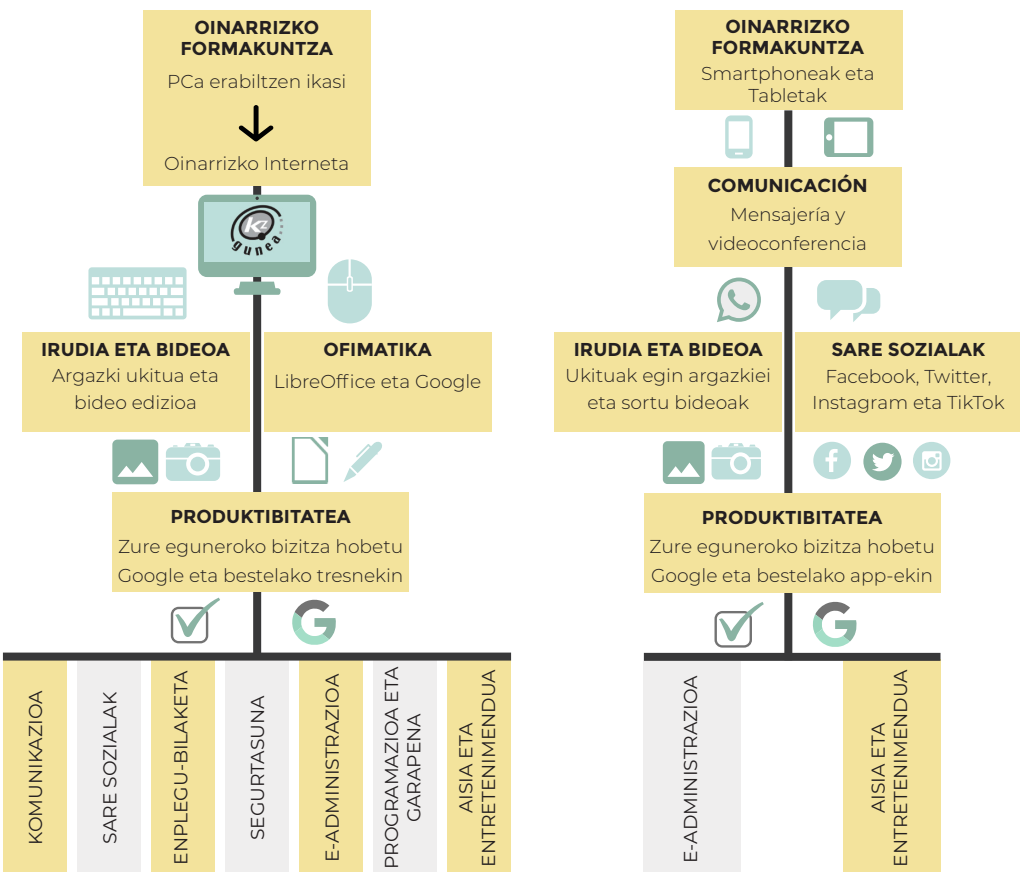 OINARRIZKO
FORMAKUNTZA
PCa erabiltzen ikasi
Oinarrizko Interneta
kz
gunea
IRUDIA ETA BIDEOA
Argazki ukitua eta
bideo edizioa
OFIMATIKA
LibreOffice eta Google
PRODUKTIBITATEA
Zure eguneroko bizitza hobetu
Google eta bestelako tresnekin
G
KOMUNIKAZIOA
SARE SOZIALAK
ENPLEGU-BILAKETA
SEGURTASUNA
E-ADMINISTRAZIOA
PROGRAMAZIOA ETA
GARAPENA
AISIA ETA
ENTRETENIMENDUA
OINARRIZKO
FORMAKUNTZA
Smartphoneak eta
Tabletak
COMUNICACIÓN
Mensajería y
videoconferencia
IRUDIA ETA BIDEOA
Ukituak egin argazkiei
eta sortu bideoak
SARE SOZIALAK
Facebook, Twitter,
Instagram eta TikTok
f
PRODUKTIBITATEA
Zure eguneroko bizitza hobetu
Google eta bestelako app-ekin
G
E-ADMINISTRAZIOA
AISIA ETA
ENTRETENIMENDUA